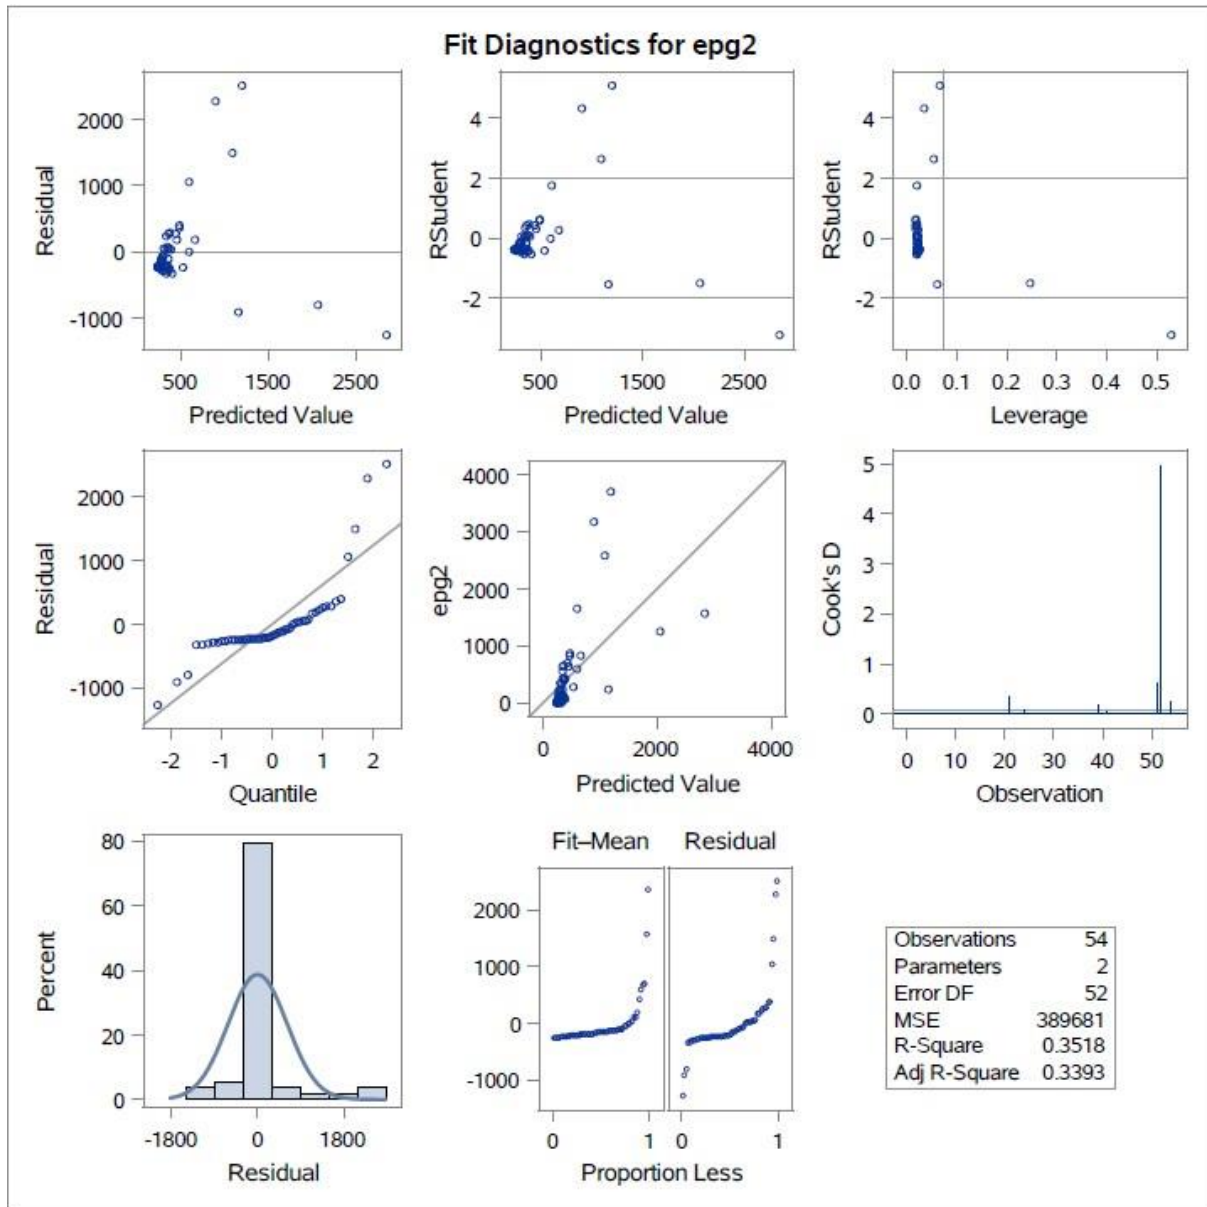 Fit Diagnostics for epg2
2000
1000
0
-1000
Residual
500 1500 2500
Predicted Value
4
2
0
-2
RStudent
500 1500 2500
Predicted Value
4
2
0
-2
RStudent
0.0 0.1 0.2 0.3 0.4 0.5
Leverage
2000
1000
0
-1000
Residual
-2 -1 0 1 2
Quantile
4000
3000
2000
1000
0
epg2
0 2000 4000
Predicted Value
5
4
3
2
1
0
Cook's D
0 10 20 30 40 50
Observation
80
60
40
20
0
Percent
-1800 0 1800
Residual
Fit–Mean Residual
2000
1000
0
-1000
0 1 0 1
Proportion Less
Observations 54
Parameters 2
Error DF 52
MSE 389681
R-Square 0.3518
Adj R-Square 0.3393